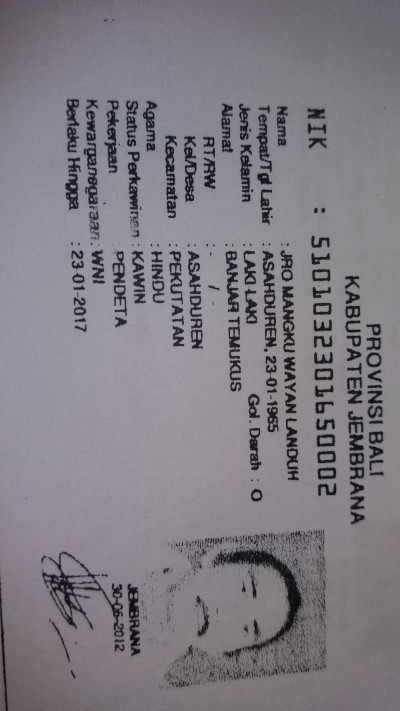 PROVINSI BALI
KABUPATEN JEMBRANA
NIK : 5101032301650002
Nama : JRO MANGKU WAYAN LANDUH
Tempat/Tgl Lahir : ASAHDUREN, 23-01-1965
Jenis Kelamin : LAKI LAKI Gol. Darah : O
Alamat : BANJAR TEMUKUS
RT/RW : - / -
Kel/Desa : ASAHDUREN
Kecamatan : PEKUTATAN
Agama : HINDU
Status Perkawinan : KAWIN
Pekerjaan : PENDETA
Kewarganegaraan : WNI
Berlaku Hingga : 23-01-2017
JEMBRANA
30-06-2012